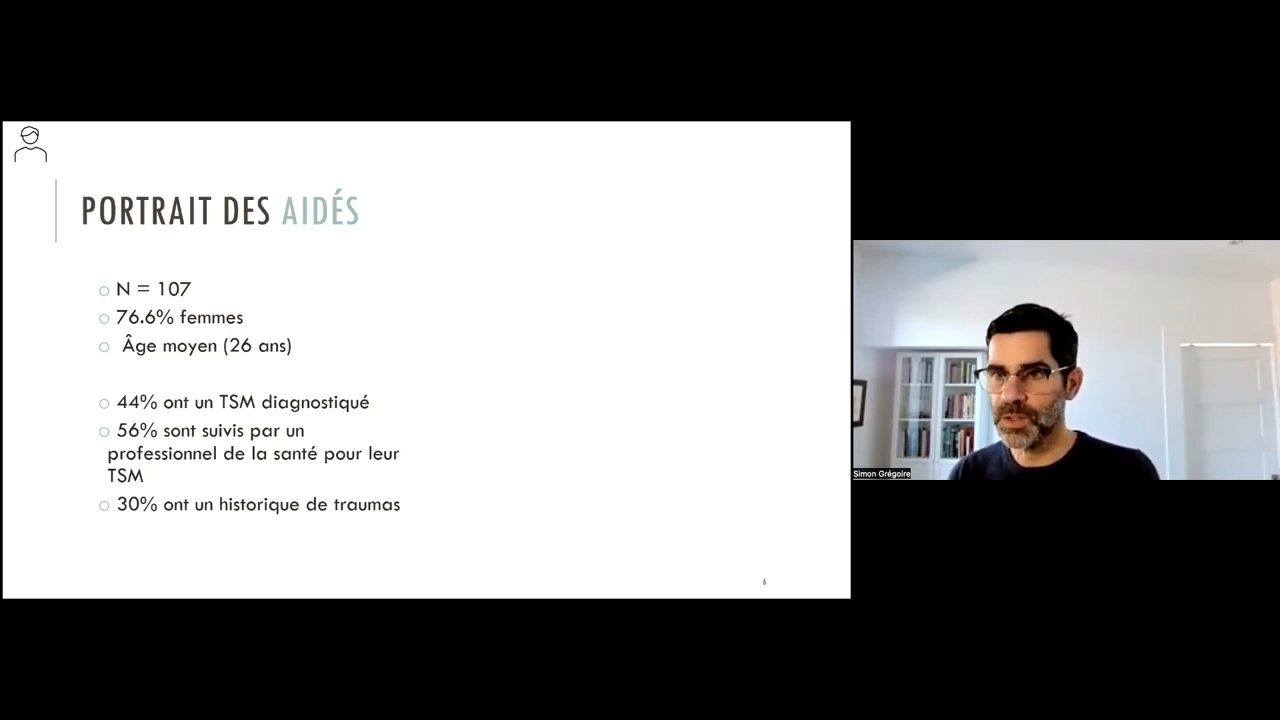 PORTRAIT DES AIDÉS
N = 107
76.6% femmes
Âge moyen (26 ans)
44% ont un TSM diagnostiqué
56% sont suivis par un
professionnel de la santé pour leur
TSM
30% ont un historique de traumas
6
Simon Grégoire